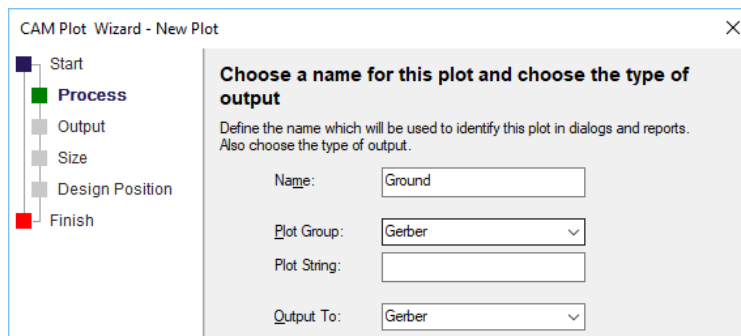 CAM Plot Wizard - New Plot
Start
Process
Output
Size
Design Position
Finish
Choose a name for this plot and choose the type of
output
Define the name which will be used to identify this plot in dialogs and reports.
Also choose the type of output.
Name: Ground
Plot Group: Gerber
Plot String:
Output To: Gerber